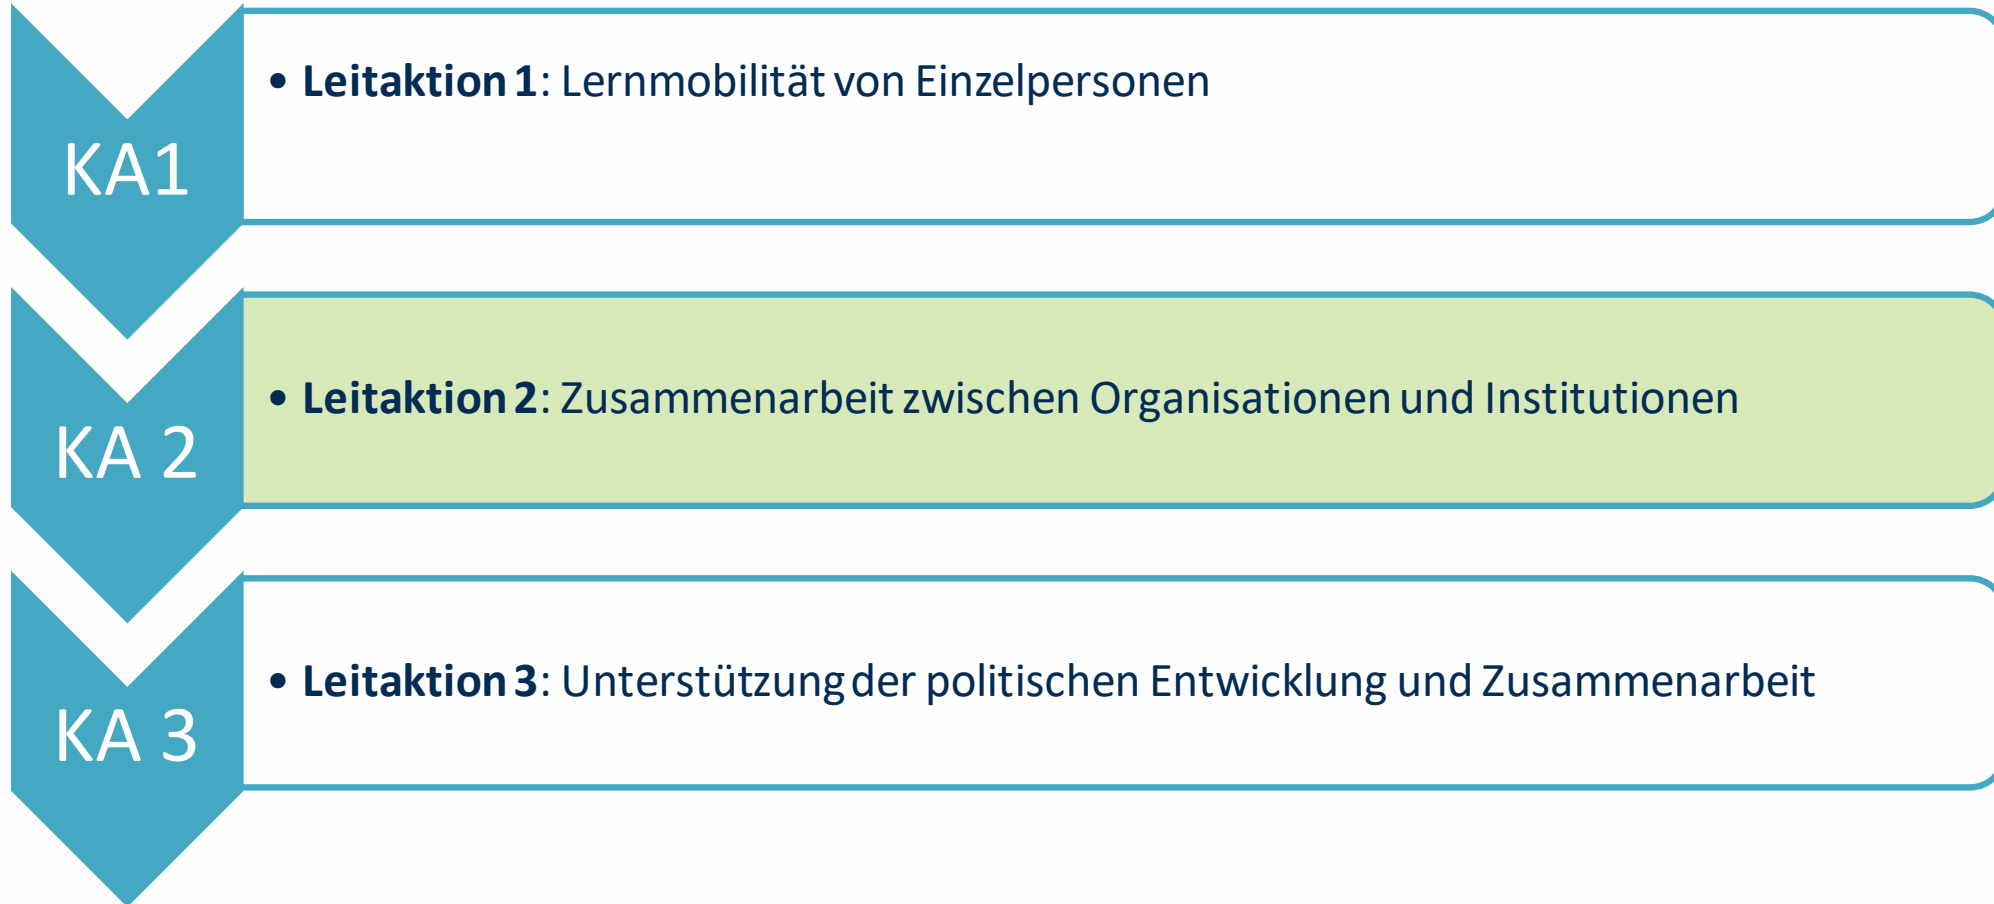 KA1
• Leitaktion 1: Lernmobilität von Einzelpersonen
KA 2
• Leitaktion 2: Zusammenarbeit zwischen Organisationen und Institutionen
KA 3
• Leitaktion 3: Unterstützung der politischen Entwicklung und Zusammenarbeit